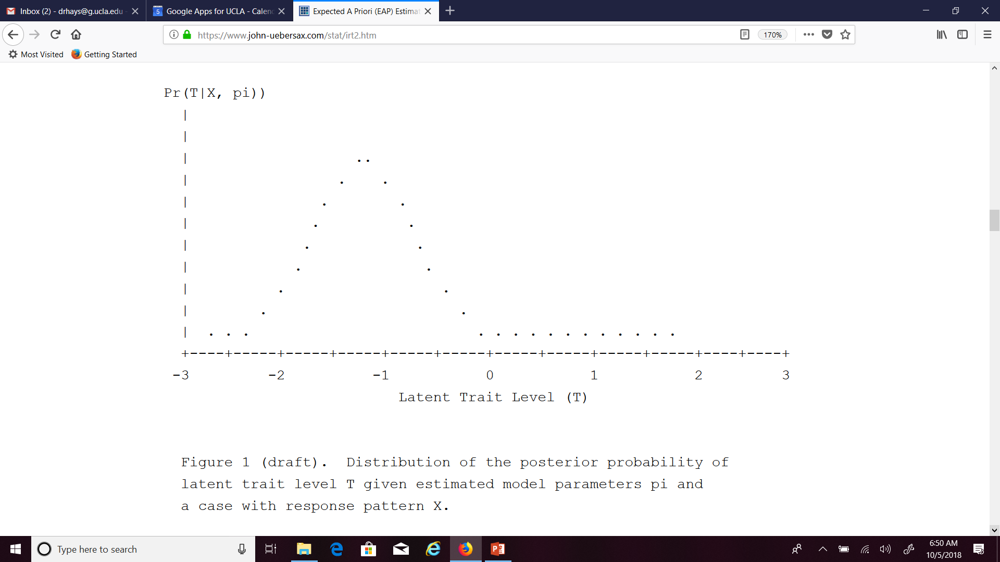 Inbox (2) - drhays@g.ucla.edu -
Google Apps for UCLA - Calen
Expected A Priori (EAP) Estimat
https://www.john-uebersax.com/stat/irt2.htm
170%
Most Visited
Getting Started
Pr(T|X, pi))
-3 -2 -1 0 1 2 3
Latent Trait Level (T)
Figure 1 (draft). Distribution of the posterior probability of
latent trait level T given estimated model parameters pi and
a case with response pattern X.
Type here to search
6:50 AM
10/5/2018